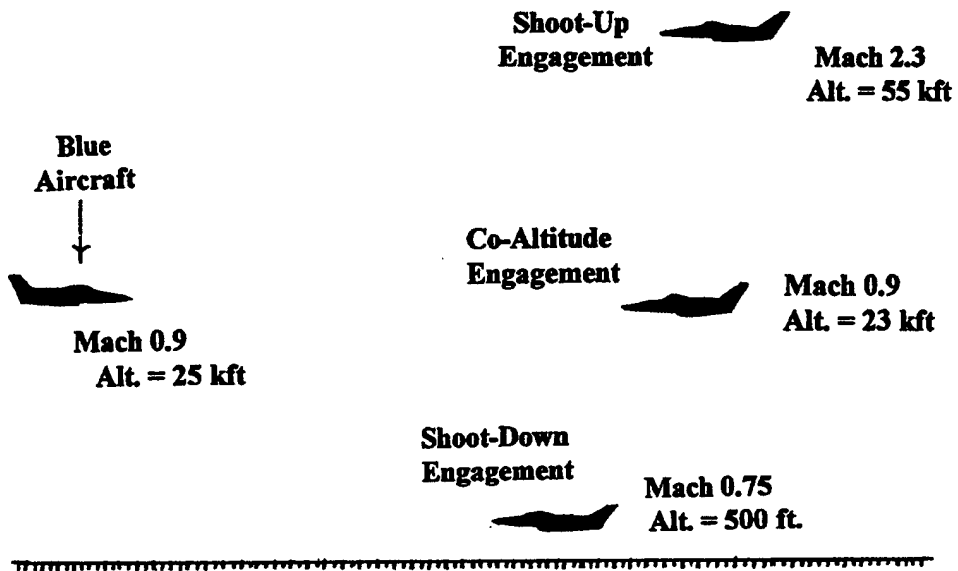 Shoot-Up
Engagement
Mach 2.3
Alt. = 55 kft
Blue
Aircraft
Co-Altitude
Engagement
Mach 0.9
Alt. = 23 kft
Mach 0.9
Alt. = 25 kft
Shoot-Down
Engagement
Mach 0.75
Alt. = 500 ft.